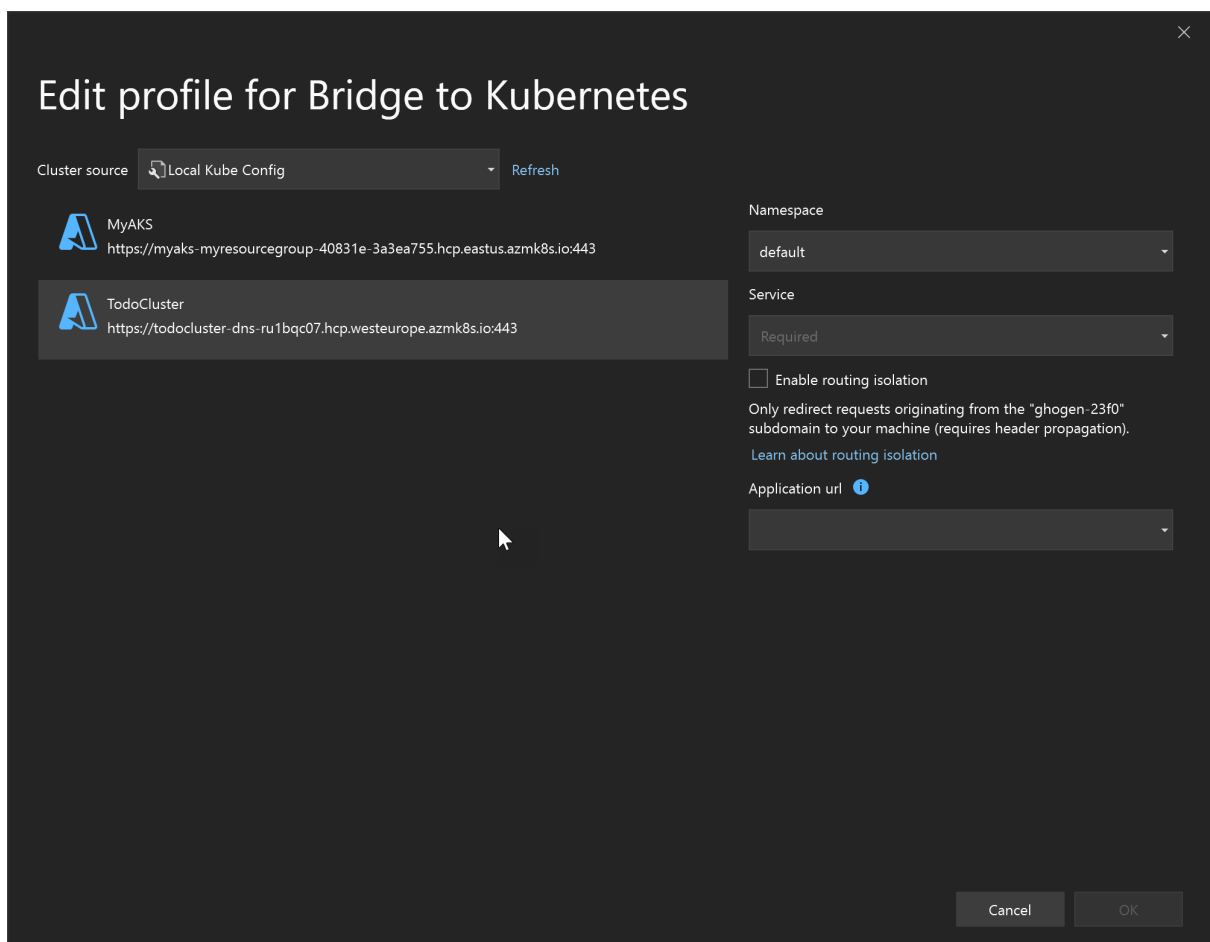 Edit profile for Bridge to Kubernetes
Cluster source
Local Kube Config
Refresh
MyAKS
https://myaks-myresourcegroup-40831e-3a3ea755.hcp.eastus.azmk8s.io:443
TodoCluster
https://todocluster-dns-ru1bqc07.hcp.westeurope.azmk8s.io:443
Namespace
default
Service
Required
Enable routing isolation
Only redirect requests originating from the "ghogen-23f0"
subdomain to your machine (requires header propagation).
Learn about routing isolation
Application url
Cancel
OK